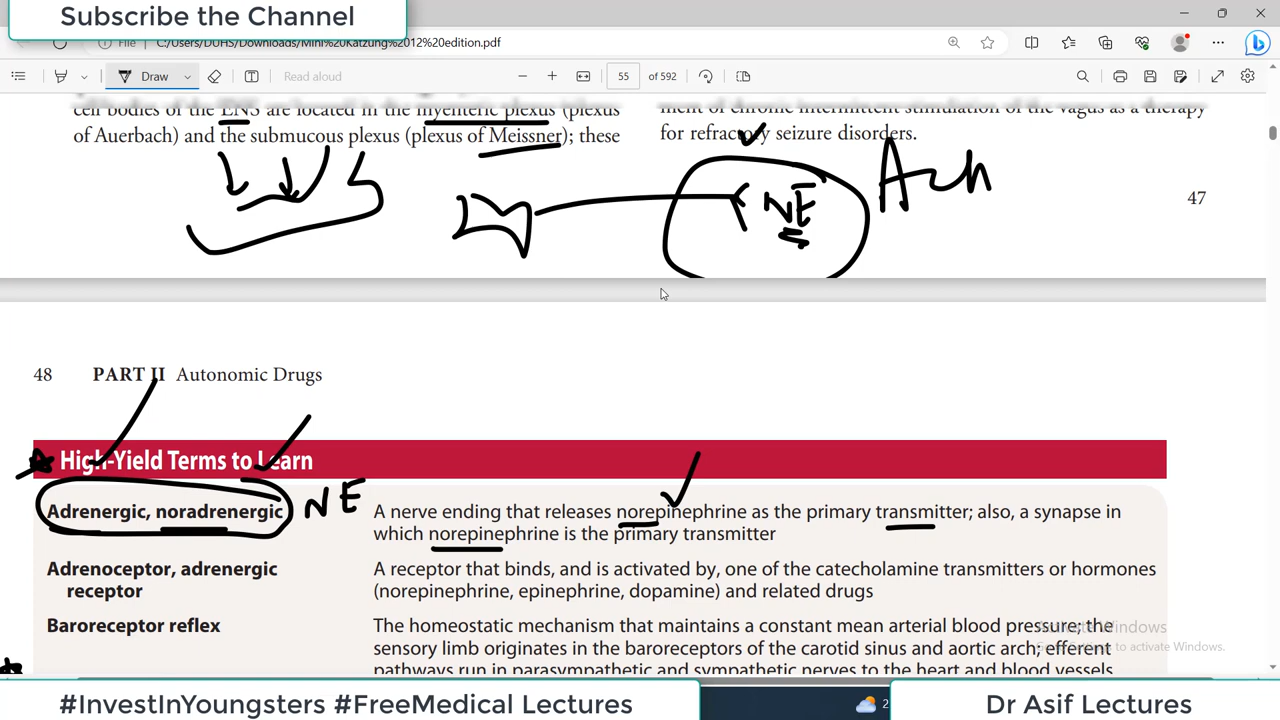 Subscribe the Channel
File
C:/Users/DUHS/Downloads/Mini%20Katzung%2012%20edition.pdf
Draw
Read aloud
55
of 592
cell bodies of the ENS are located in the myenteric plexus (plexus
of Auerbach) and the submucous plexus (plexus of Meissner); these
ment of chronic intermittent stimulation of the vagus as a therapy
for refractory seizure disorders.
NE
Ach
47
48 PART II Autonomic Drugs
High-Yield Terms to Learn
Adrenergic, noradrenergic
NE
A nerve ending that releases norepinephrine as the primary transmitter; also, a synapse in
which norepinephrine is the primary transmitter
Adrenoceptor, adrenergic
receptor
A receptor that binds, and is activated by, one of the catecholamine transmitters or hormones
(norepinephrine, epinephrine, dopamine) and related drugs
Baroreceptor reflex
The homeostatic mechanism that maintains a constant mean arterial blood pressure; the
sensory limb originates in the baroreceptors of the carotid sinus and aortic arch; efferent
pathways run in parasympathetic and sympathetic nerves to the heart and blood vessels
Activate Windows
#InvestInYoungsters #FreeMedical Lectures
2
Dr Asif Lectures